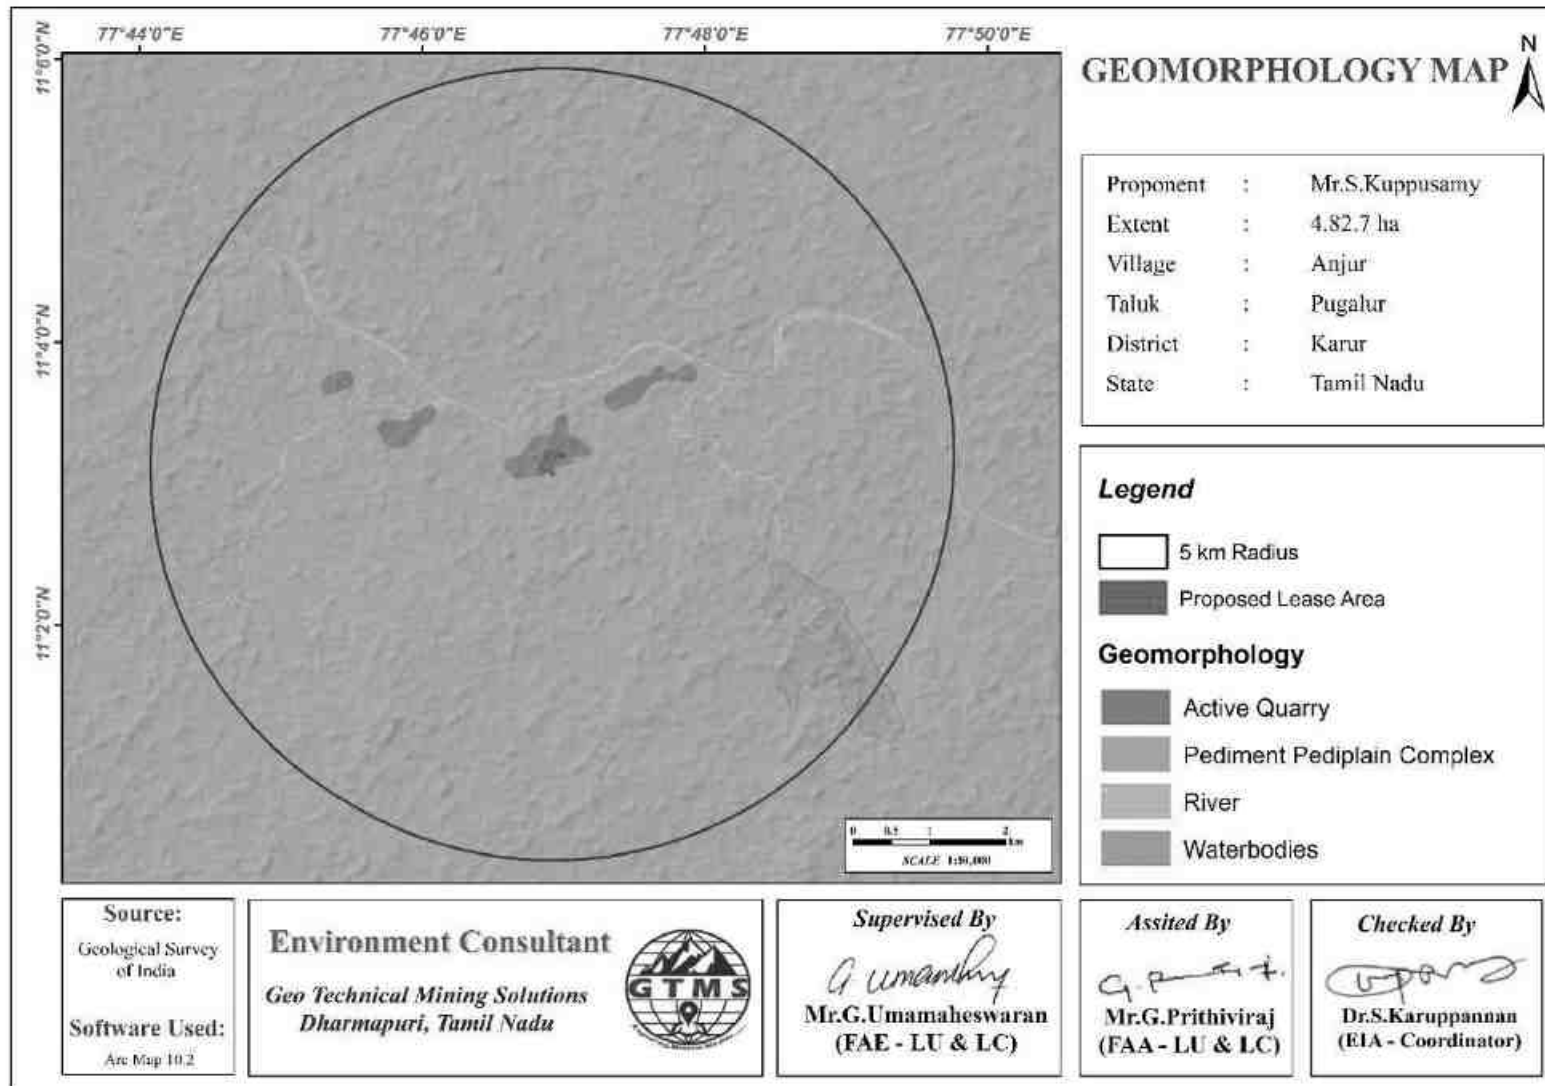 77°44'0"E 77°46'0"E 77°48'0"E 77°50'0"E
11°6'0"N
11°4'0"N
11°2'0"N
GEOMORPHOLOGY MAP
N
Proponent : Mr.S.Kuppusamy
Extent : 4.82.7 ha
Village : Anjur
Taluk : Pugalur
District : Karur
State : Tamil Nadu
Legend
5 km Radius
Proposed Lease Area
Geomorphology
Active Quarry
Pediment Pediplain Complex
River
Waterbodies
0 0.5 1 2
km
SCALE 1:80,000
Source:
Geological Survey
of India
Software Used:
Arc Map 10.2
Environment Consultant
Geo Technical Mining Solutions
Dharmapuri, Tamil Nadu
GTMS
Supervised By
Mr.G.Umamaheswaran
(FAE - LU & LC)
Assited By
Mr.G.Prithiviraj
(FAA - LU & LC)
Checked By
Dr.S.Karuppannan
(EIA - Coordinator)